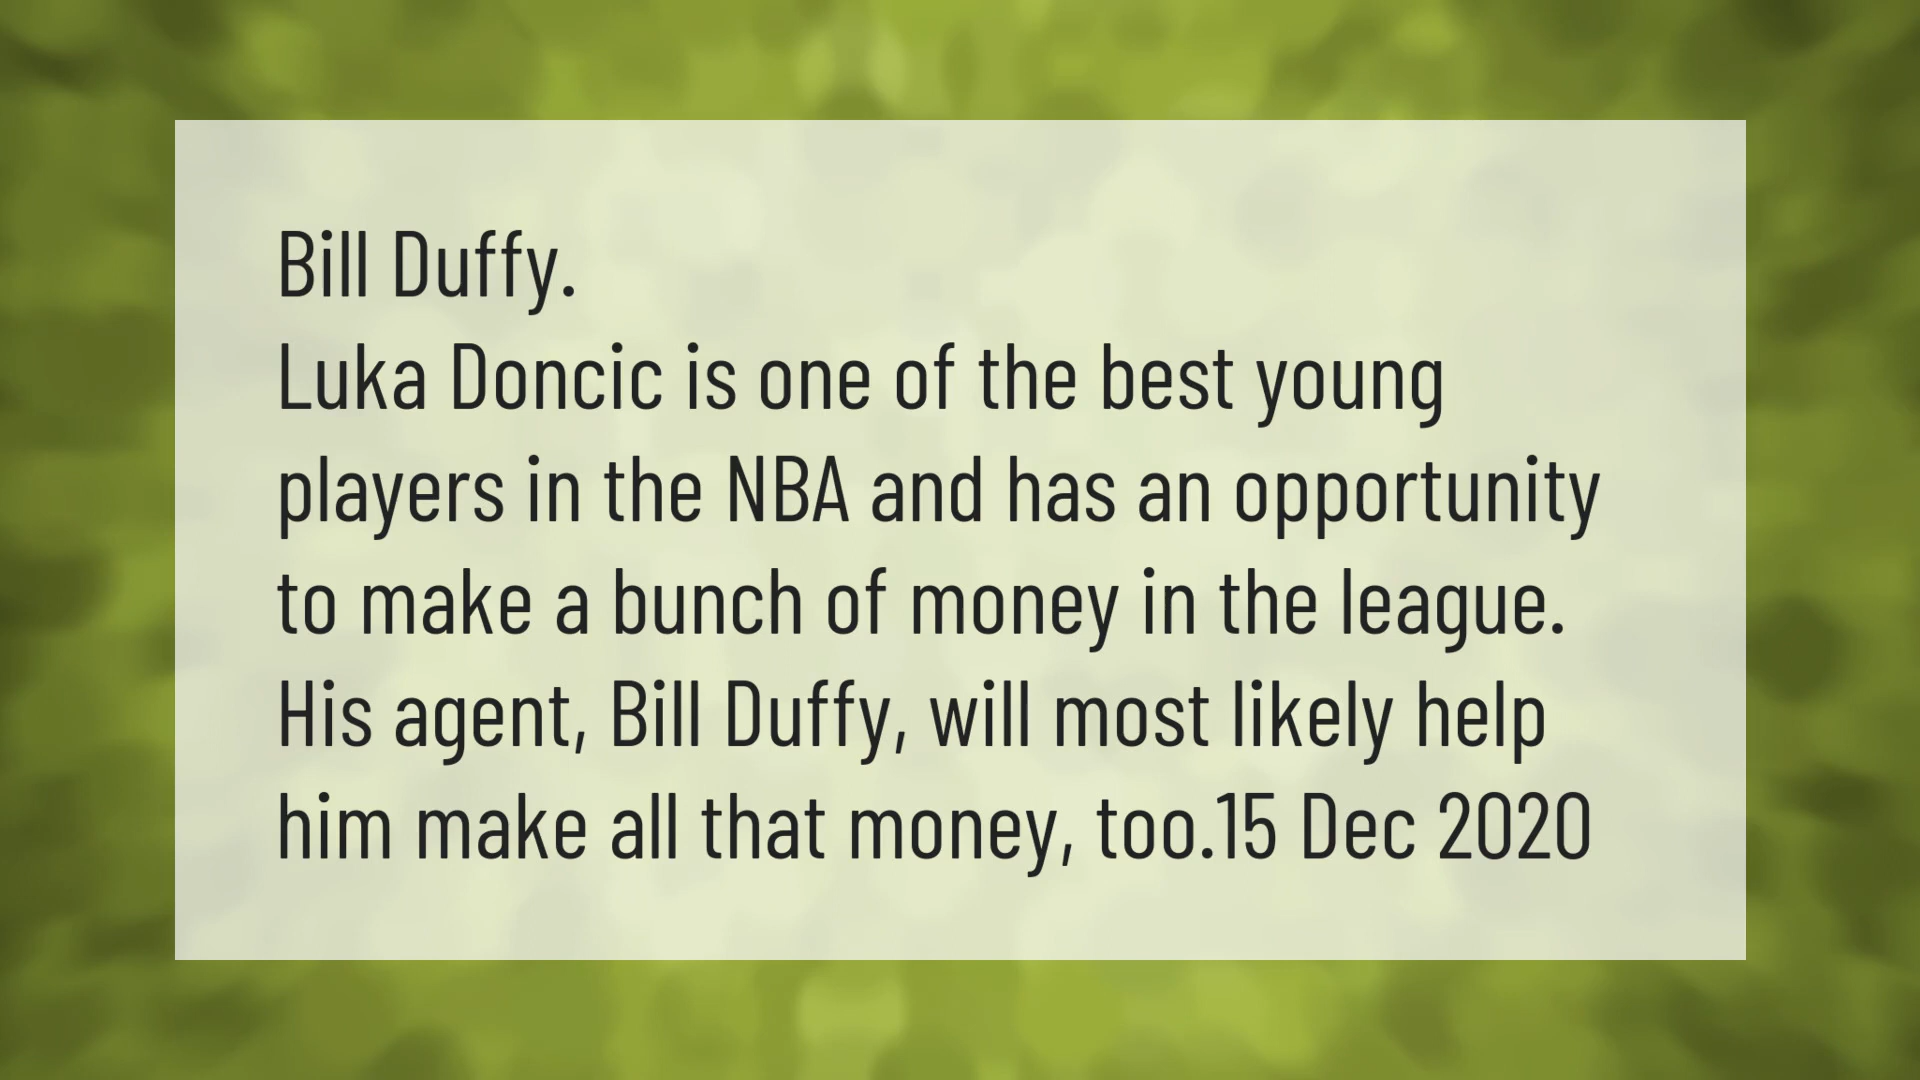 Bill Duffy.
Luka Doncic is one of the best young
players in the NBA and has an opportunity
to make a bunch of money in the league.
His agent, Bill Duffy, will most likely help
him make all that money, too.15 Dec 2020